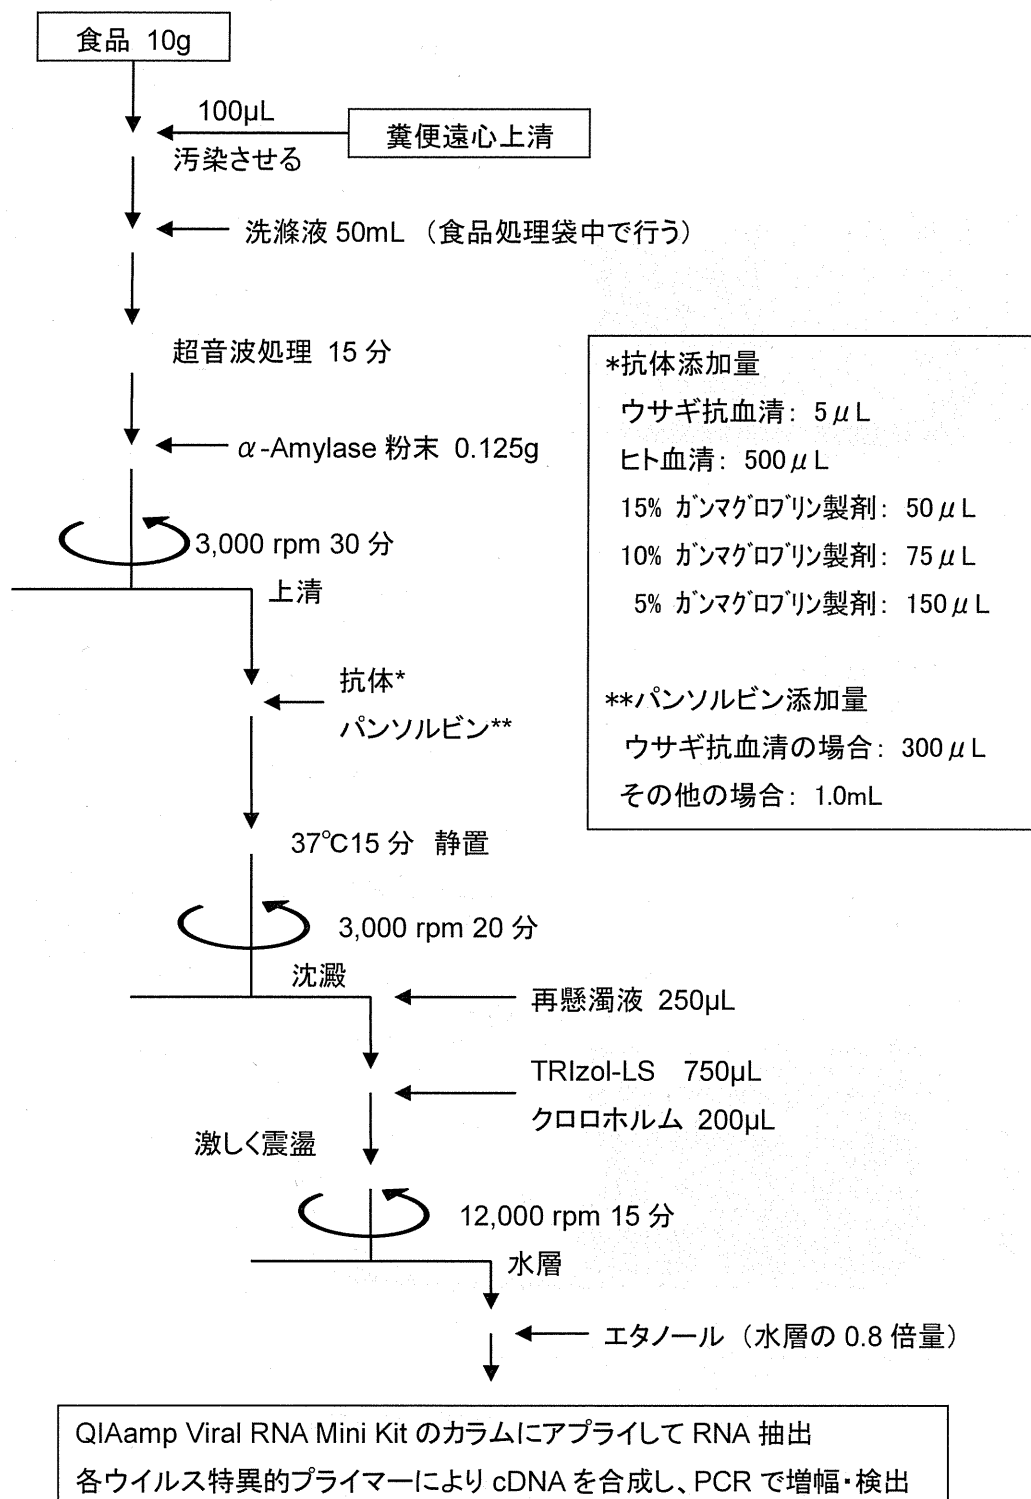 食品 10g
100μL
糞便遠心上清
汚染させる
洗滌液 50mL （食品処理袋中で行う）
超音波処理 15 分
α-Amylase 粉末 0.125g
3,000 rpm 30 分
上清
抗体*
パンソルビン**
37℃15 分 静置
3,000 rpm 20 分
沈澱
再懸濁液 250μL
TRIzol-LS 750μL
クロロホルム 200μL
激しく震盪
12,000 rpm 15 分
水層
エタノール （水層の 0.8 倍量）
*抗体添加量
ウサギ抗血清： 5μL
ヒト血清： 500μL
15% ｶﾞﾝﾏｸﾞﾛﾌﾞﾘﾝ製剤： 50μL
10% ｶﾞﾝﾏｸﾞﾛﾌﾞﾘﾝ製剤： 75μL
5% ｶﾞﾝﾏｸﾞﾛﾌﾞﾘﾝ製剤： 150μL
**パンソルビン添加量
ウサギ抗血清の場合： 300μL
その他の場合： 1.0mL
QIAamp Viral RNA Mini Kit のカラムにアプライして RNA 抽出
各ウイルス特異的プライマーにより cDNA を合成し、PCR で増幅・検出